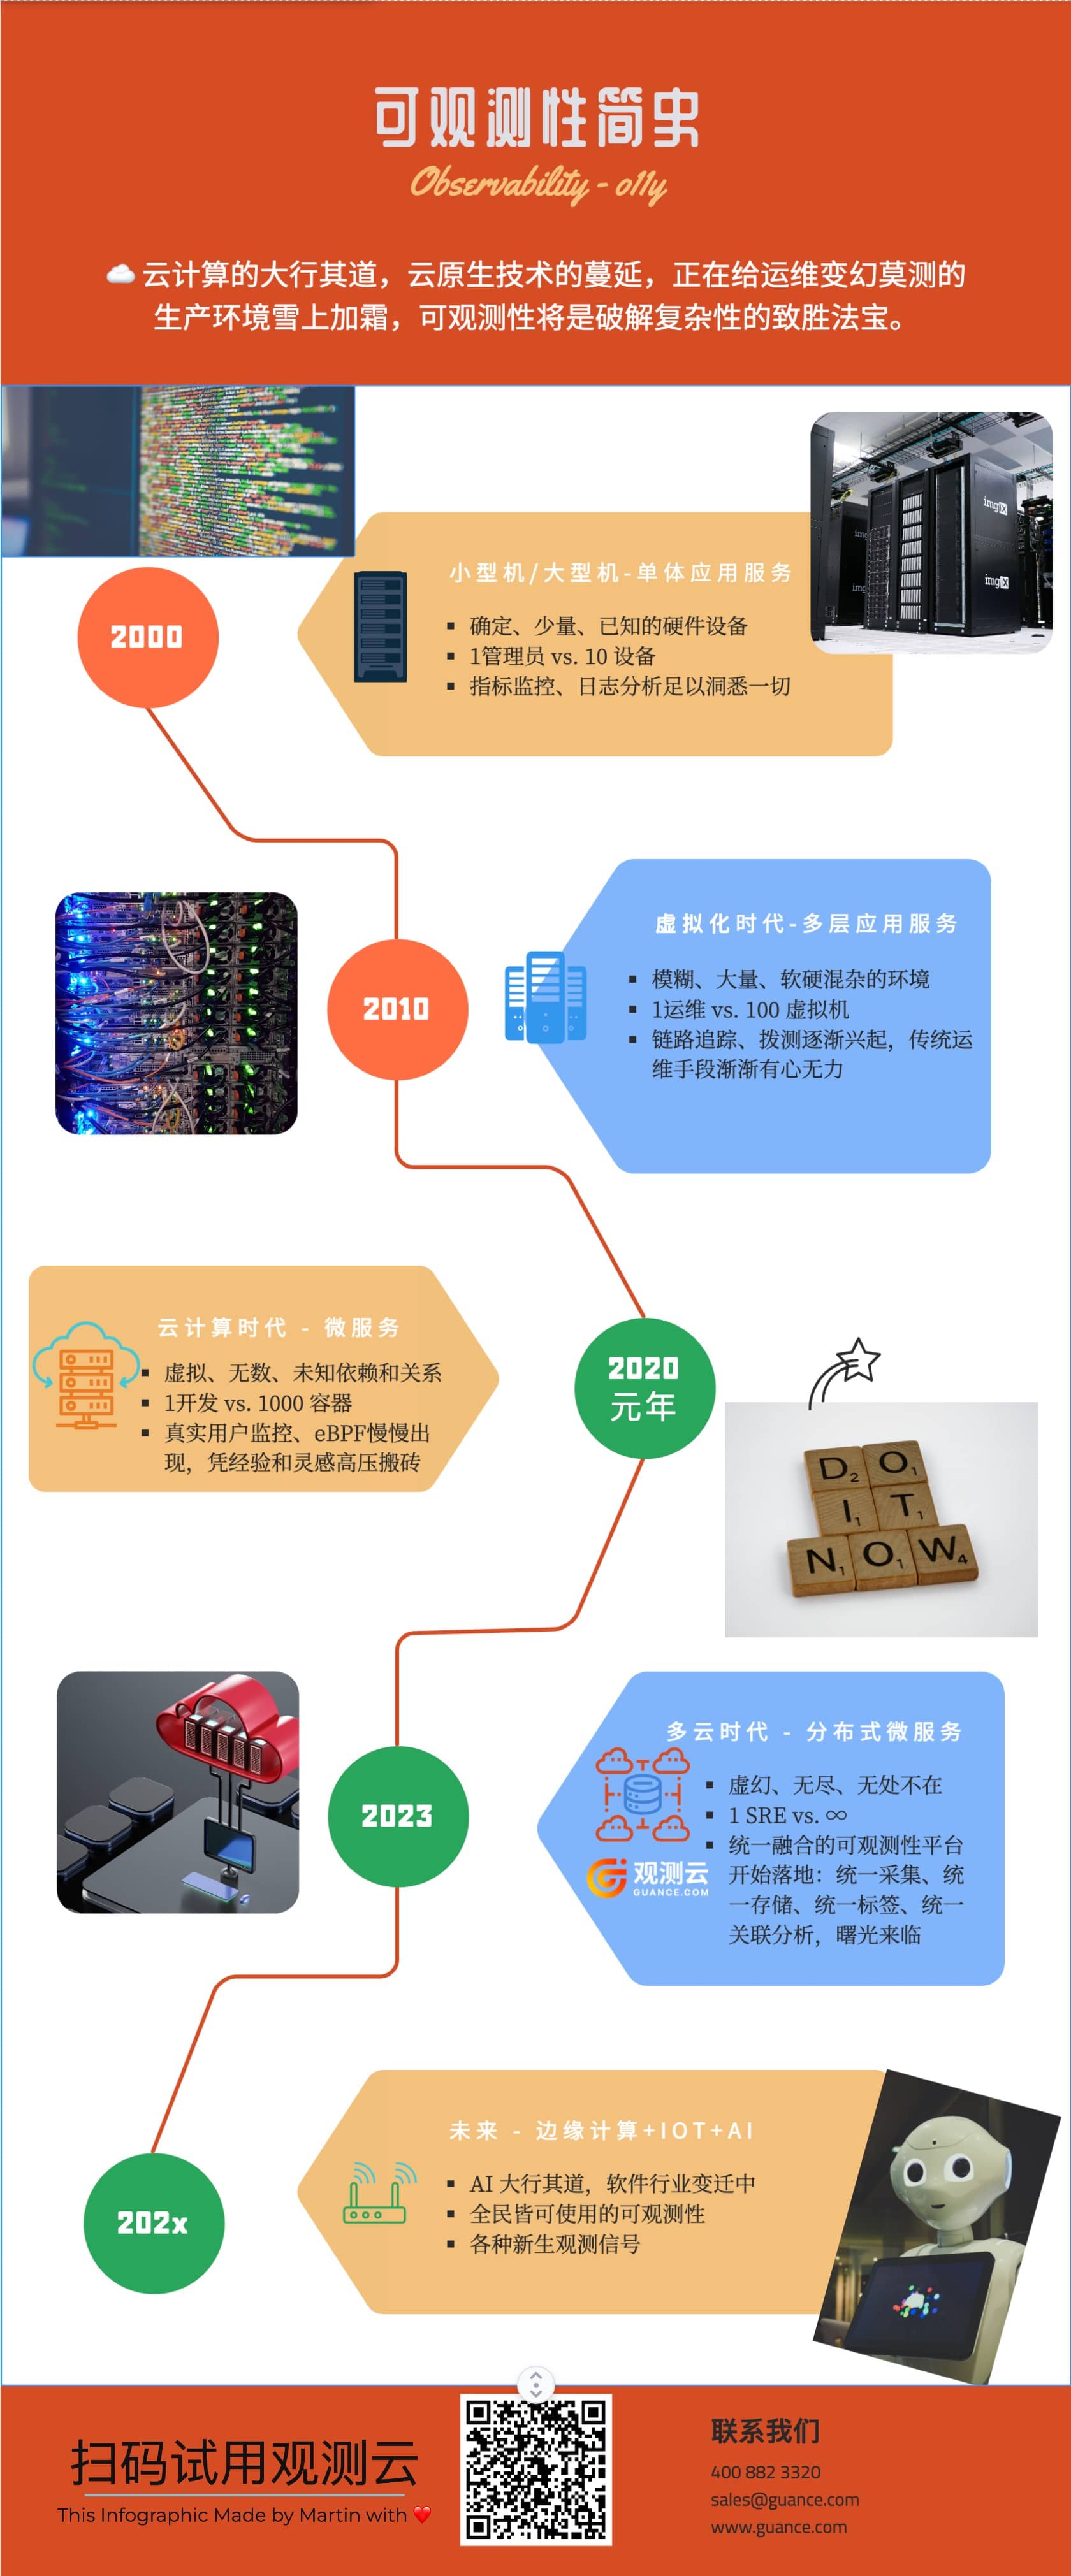 可观测性简史
Observability - o11y
云计算的大行其道，云原生技术的蔓延，正在给运维变幻莫测的
生产环境雪上加霜，可观测性将是破解复杂性的致胜法宝。
2000
小型机/大型机-单体应用服务
▪ 确定、少量、已知的硬件设备
▪ 1管理员 vs. 10 设备
▪ 指标监控、日志分析足以洞悉一切
imgix
imgix
2010
虚拟化时代-多层应用服务
▪ 模糊、大量、软硬混杂的环境
▪ 1运维 vs. 100 虚拟机
▪ 链路追踪、拨测逐渐兴起，传统运
维手段渐渐有心无力
云计算时代 - 微服务
▪ 虚拟、无数、未知依赖和关系
▪ 1开发 vs. 1000 容器
▪ 真实用户监控、eBPF慢慢出
现，凭经验和灵感高压搬砖
2020
元年
D2 O1
I1 T1
N1 O1 W4
2023
多云时代 - 分布式微服务
▪ 虚幻、无尽、无处不在
▪ 1 SRE vs. ∞
▪ 统一融合的可观测性平台
开始落地：统一采集、统
一存储、统一标签、统一
关联分析，曙光来临
观测云
GUANCE.COM
202x
未来 - 边缘计算+IOT+AI
▪ AI 大行其道，软件行业变迁中
▪ 全民皆可使用的可观测性
▪ 各种新生观测信号
扫码试用观测云
This Infographic Made by Martin with ❤️
联系我们
400 882 3320
sales@guance.com
www.guance.com